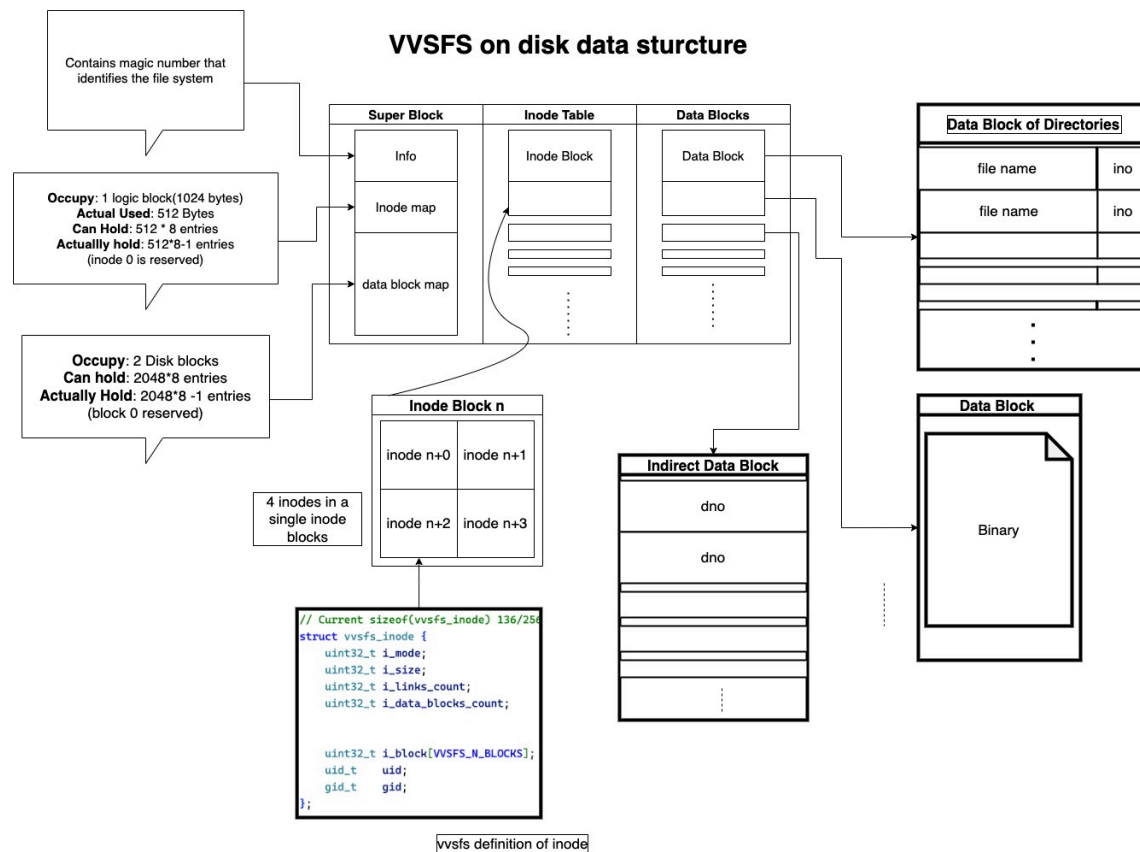 VVSFS on disk data sturcture
Contains magic number that
identifies the file system
Occupy: 1 logic block(1024 bytes)
Actual Used: 512 Bytes
Can Hold: 512 * 8 entries
Actuallly hold: 512*8-1 entries
(inode 0 is reserved)
Occupy: 2 Disk blocks
Can hold: 2048*8 entries
Actually Hold: 2048*8 -1 entries
(block 0 reserved)
Super Block
Info
Inode map
data block map
Inode Table
Inode Block
Data Blocks
Data Block
Data Block of Directories
file name
ino
file name
ino
Inode Block n
inode n+0
inode n+1
inode n+2
inode n+3
4 inodes in a
single inode
blocks
Indirect Data Block
dno
dno
Data Block
Binary
// Current sizeof(vvsfs_inode) 136/256
struct vvsfs_inode {
uint32_t i_mode;
uint32_t i_size;
uint32_t i_links_count;
uint32_t i_data_blocks_count;
uint32_t i_block[VVSFS_N_BLOCKS];
uid_t uid;
gid_t gid;
};
vvsfs definition of inode